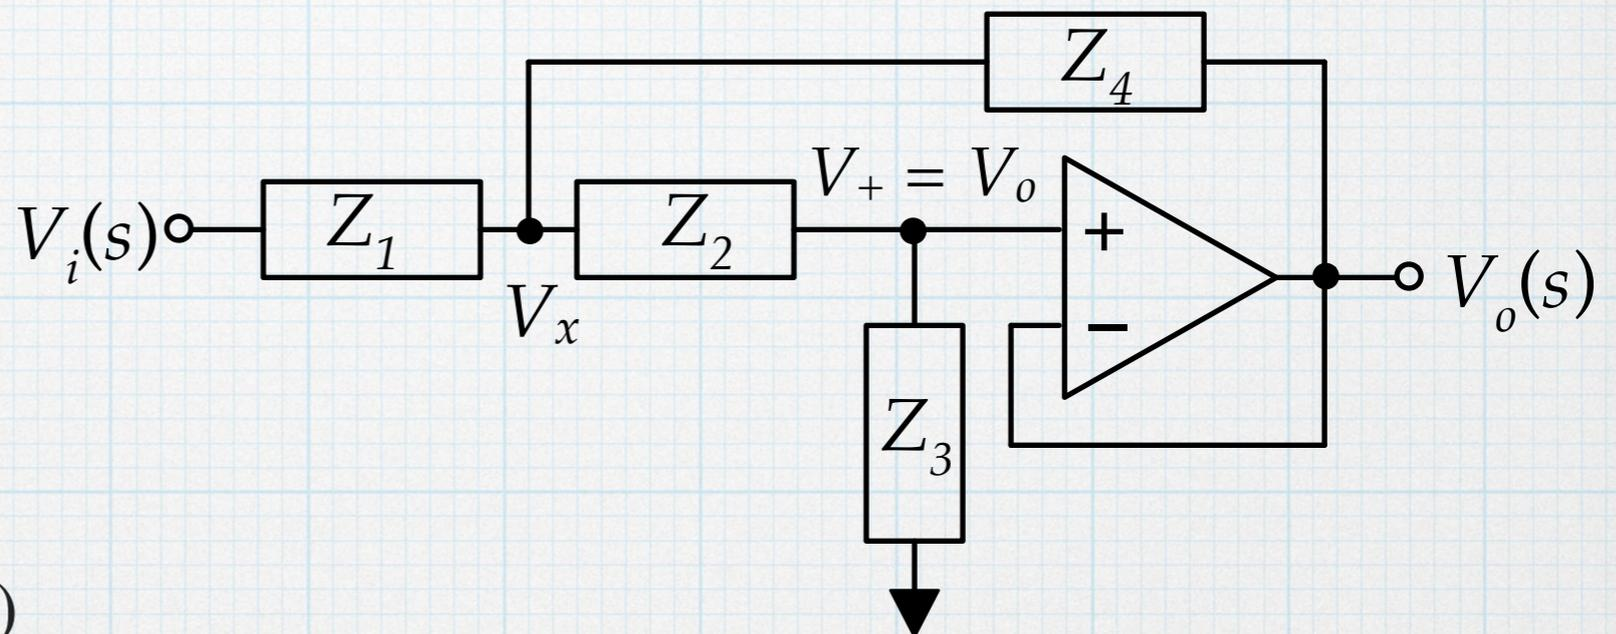 Z₄
V₊ = Vₒ
Vᵢ(s)
Z₁
Z₂
+
Vₓ
−
Vₒ(s)
Z₃
)